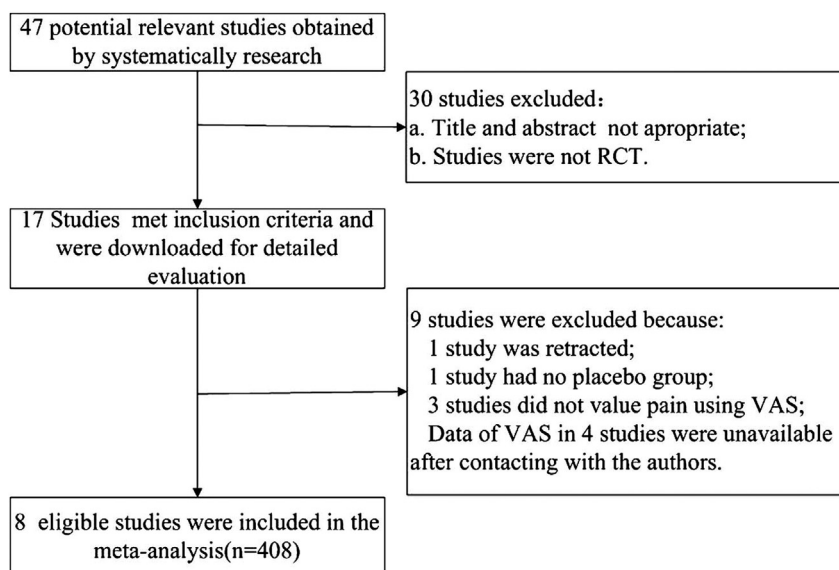 47 potential relevant studies obtained
by systematically research
30 studies excluded：
a. Title and abstract not apropriate;
b. Studies were not RCT.
17 Studies met inclusion criteria and
were downloaded for detailed
evaluation
9 studies were excluded because:
1 study was retracted;
1 study had no placebo group;
3 studies did not value pain using VAS;
Data of VAS in 4 studies were unavailable
after contacting with the authors.
8 eligible studies were included in the
meta-analysis(n=408)